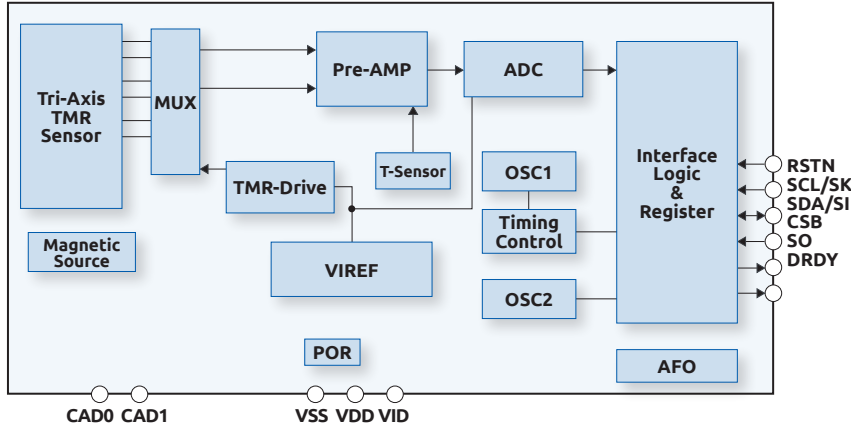 Tri-Axis
TMR
Sensor
MUX
Pre-AMP
ADC
Interface
Logic
&
Register
TMR-Drive
T-Sensor
OSC1
Timing
Control
Magnetic
Source
VIREF
OSC2
POR
AFO
RSTN
SCL/SK
SDA/SI
CSB
SO
DRDY
CAD0 CAD1
VSS VDD VID